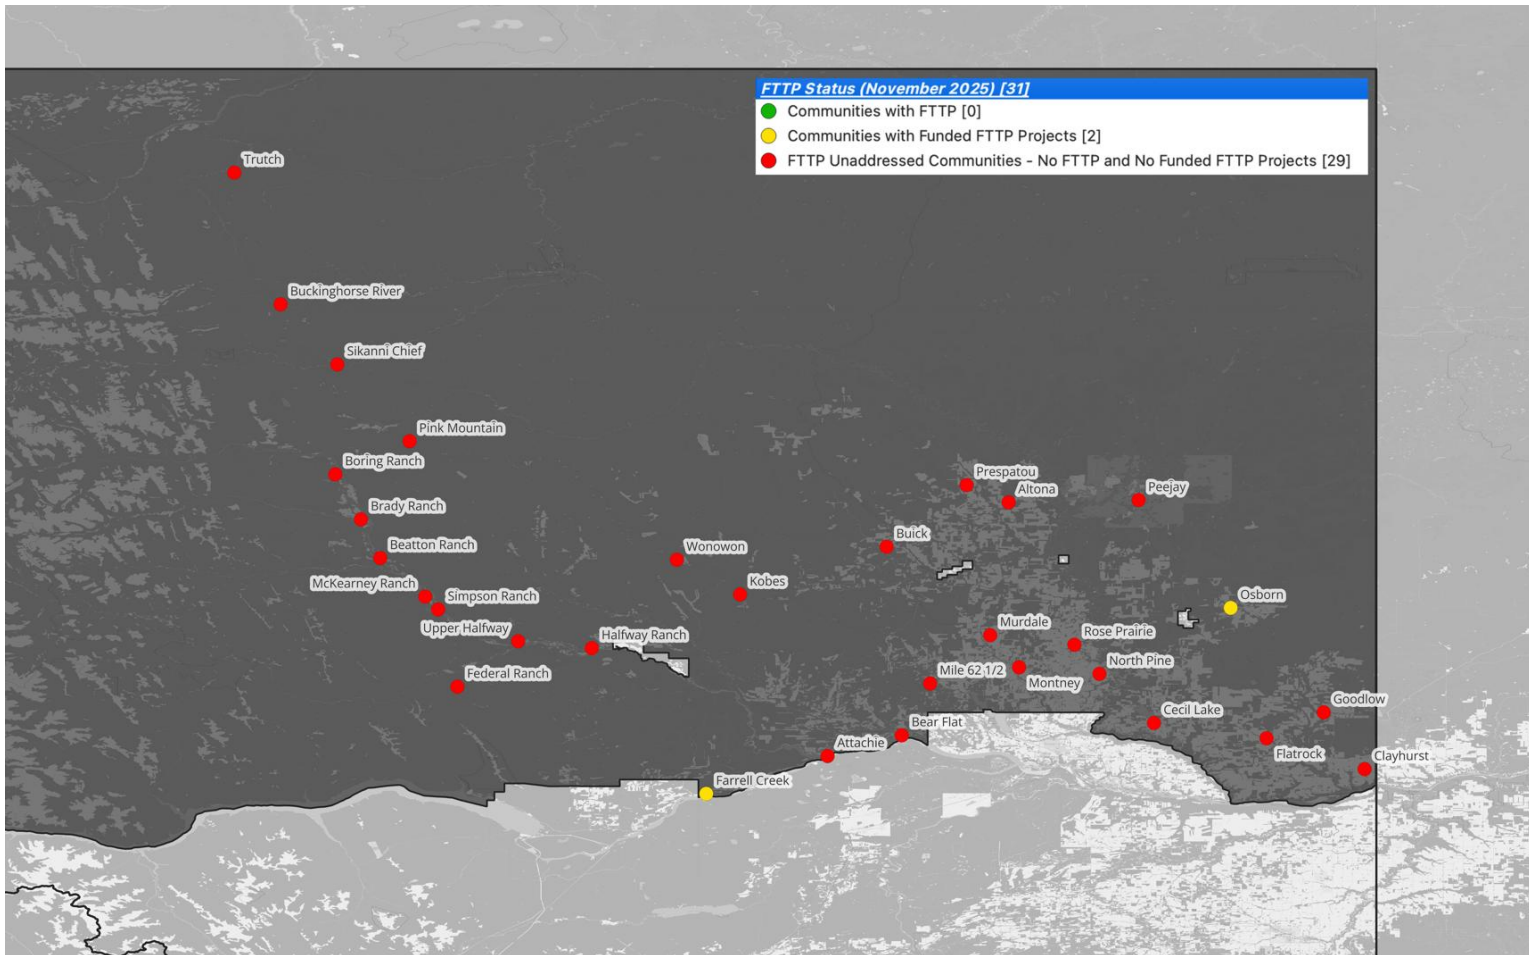 FTTP Status (November 2025) [31]
Communities with FTTP [0]
Communities with Funded FTTP Projects [2]
FTTP Unaddressed Communities - No FTTP and No Funded FTTP Projects [29]
Trutch
Buckinghorse River
Sikanni Chief
Pink Mountain
Boring Ranch
Prespatou
Altona
Peejay
Brady Ranch
Buick
Beatton Ranch
Wonowon
McKearney Ranch
Kobes
Simpson Ranch
Osborn
Upper Halfway
Halfway Ranch
Murdale
Rose Prairie
Federal Ranch
Mile 62 1/2
North Pine
Montney
Goodlow
Cecil Lake
Bear Flat
Attachie
Flatrock
Clayhurst
Farrell Creek